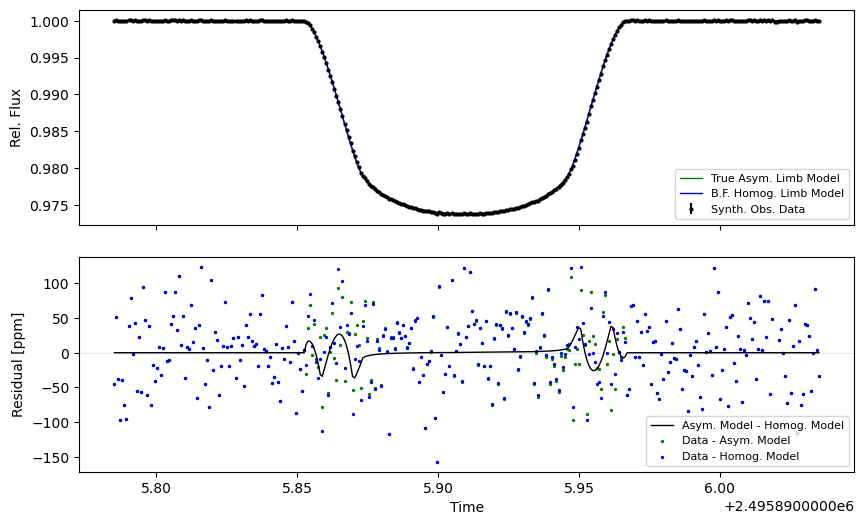 1.000
0.995
0.990
0.985
0.980
0.975
Rel. Flux
True Asym. Limb Model
B.F. Homog. Limb Model
Synth. Obs. Data
100
50
0
−50
−100
−150
Residual [ppm]
Asym. Model - Homog. Model
Data - Asym. Model
Data - Homog. Model
5.80
5.85
5.90
5.95
6.00
Time
+2.4958900000e6